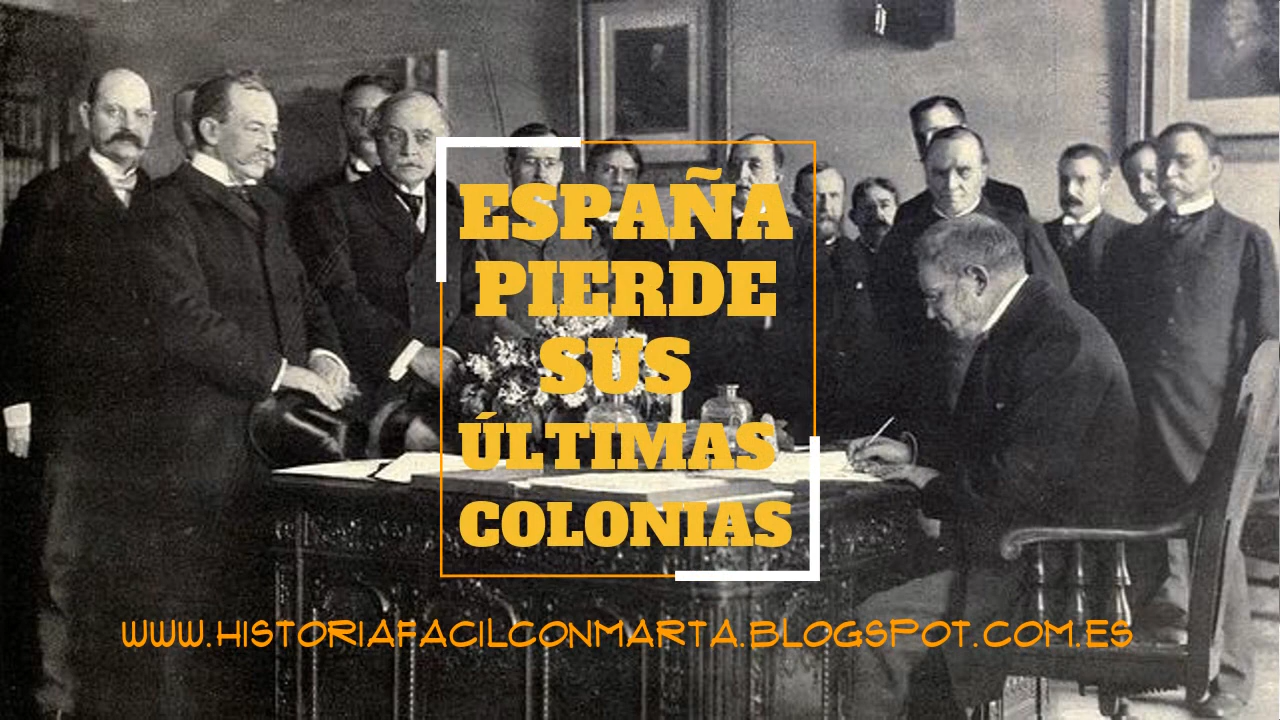 ESPAÑA
PIERDE
SUS
ÚLTIMAS
COLONIAS
WWW.HISTORIAFACILCONMARTA.BLOGSPOT.COM.ES